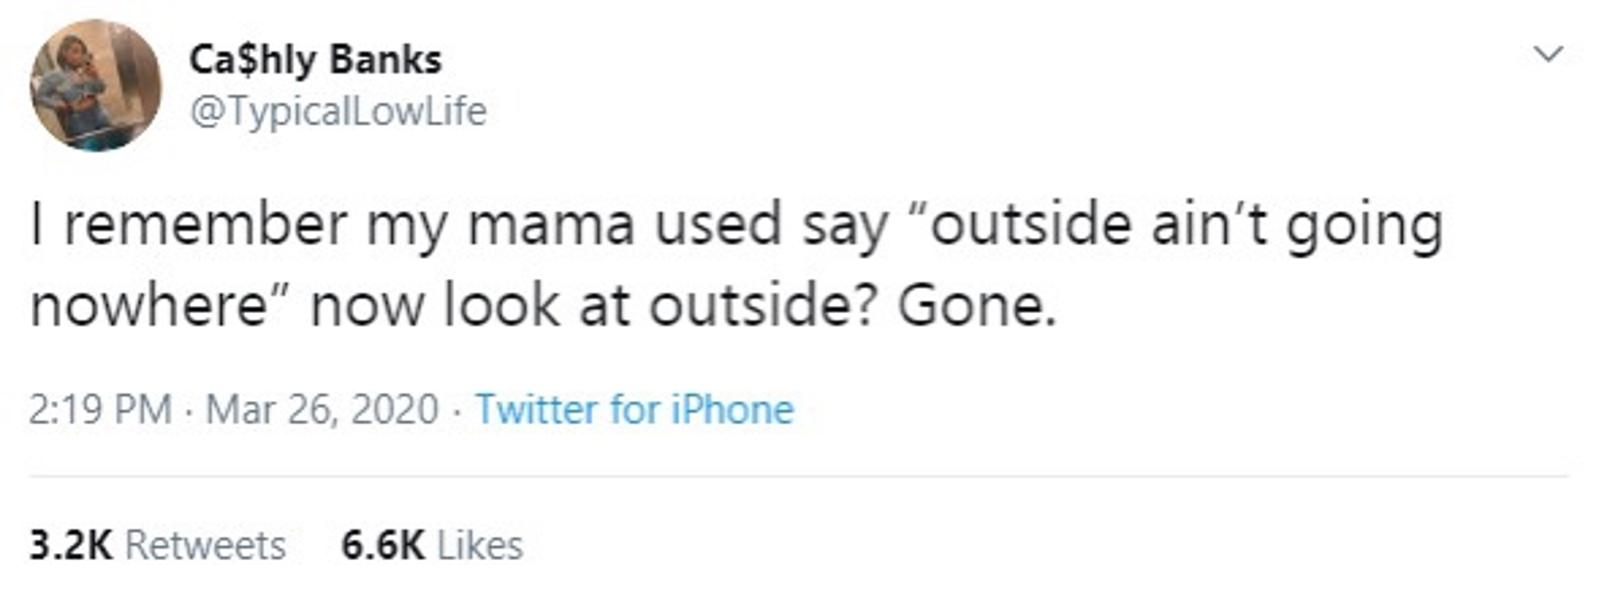 Ca$hly Banks
@TypicalLowLife
I remember my mama used say “outside ain’t going
nowhere” now look at outside? Gone.
2:19 PM · Mar 26, 2020 · Twitter for iPhone
3.2K Retweets 6.6K Likes